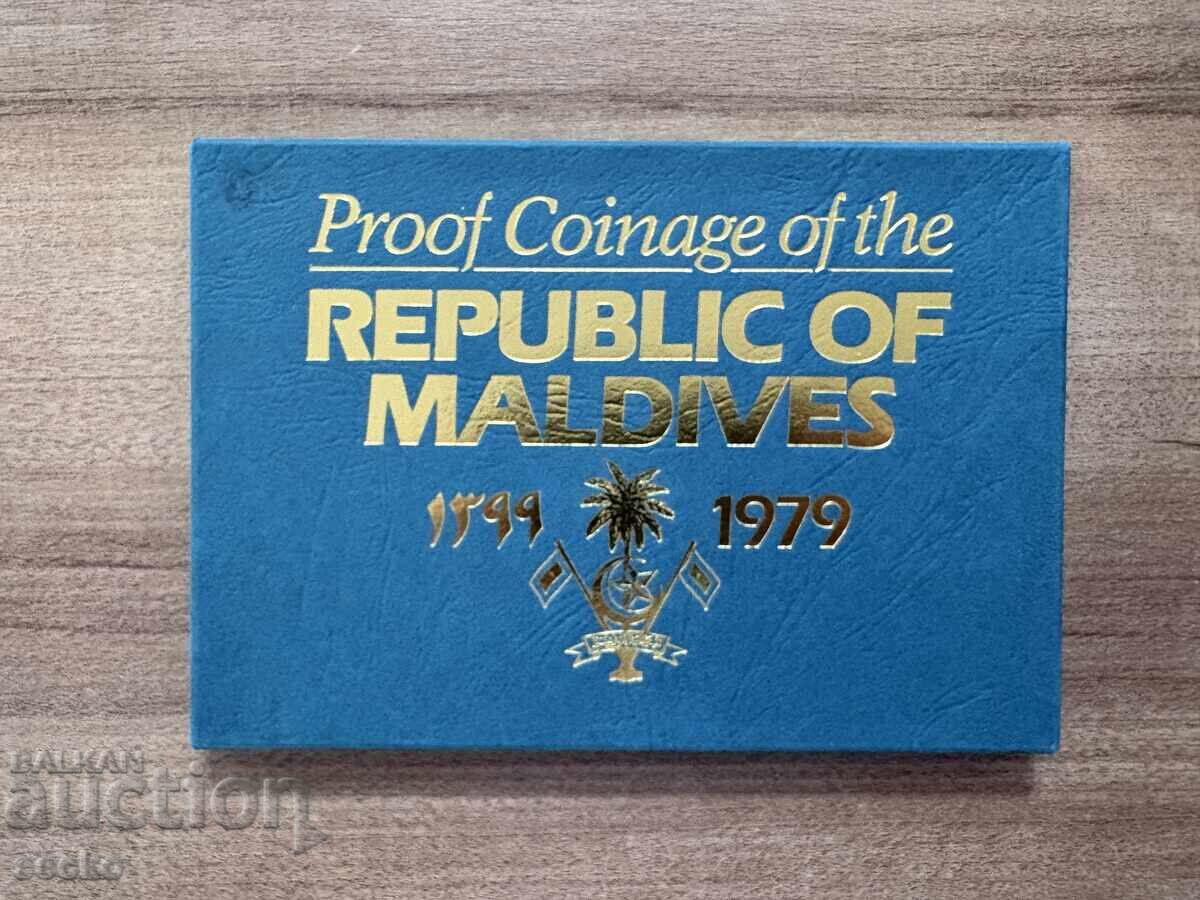 Proof Coinage of the
REPUBLIC OF
MALDIVES
١٣٩٩ 1979
BALKAN
auction